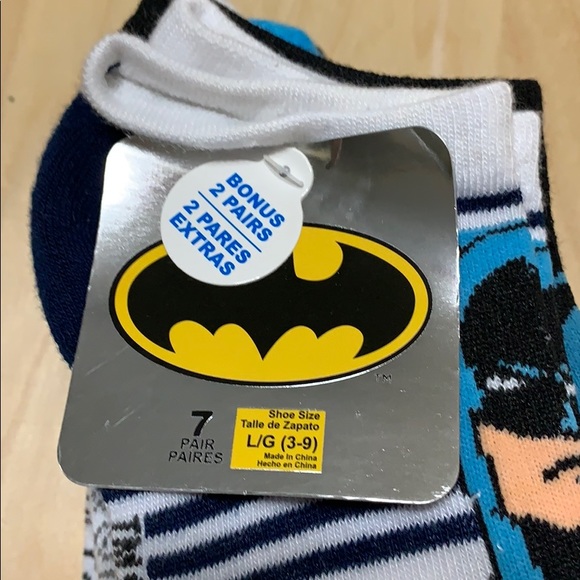 BONUS
2 PAIRS
2 PARES
EXTRAS
TM
7
PAIR
PAIRES
Shoe Size
Talle de Zapato
L/G (3-9)
Made In China
Hecho en China